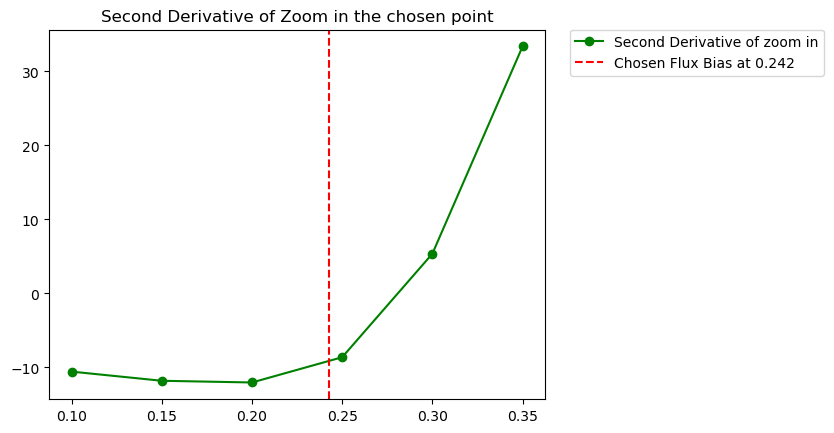 Second Derivative of Zoom in the chosen point
Second Derivative of zoom in
Chosen Flux Bias at 0.242
30
20
10
0
−10
0.10 0.15 0.20 0.25 0.30 0.35